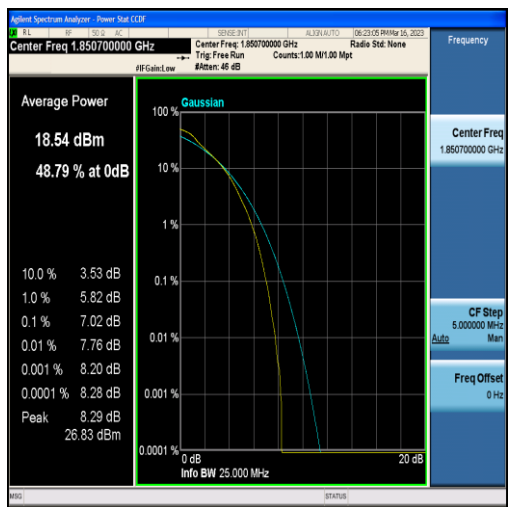 Agilent Spectrum Analyzer - Power Stat CCDF
RL RF 50 Ω AC SENSE:INT ALIGN AUTO 06:23:05 PM Mar 16, 2023
Center Freq 1.850700000 GHz
Center Freq: 1.850700000 GHz Radio Std: None
Trig: Free Run Counts:1.00 M/1.00 Mpt
#IFGain:Low #Atten: 46 dB
Frequency
Average Power
18.54 dBm
48.79 % at 0dB
10.0 % 3.53 dB
1.0 % 5.82 dB
0.1 % 7.02 dB
0.01 % 7.76 dB
0.001 % 8.20 dB
0.0001 % 8.28 dB
Peak 8.29 dB
26.83 dBm
Gaussian
100 %
10 %
1 %
0.1 %
0.01 %
0.001 %
0.0001 %
0 dB 20 dB
Info BW 25.000 MHz
Center Freq
1.850700000 GHz
CF Step
5.000000 MHz
Auto Man
Freq Offset
0 Hz
MSG STATUS